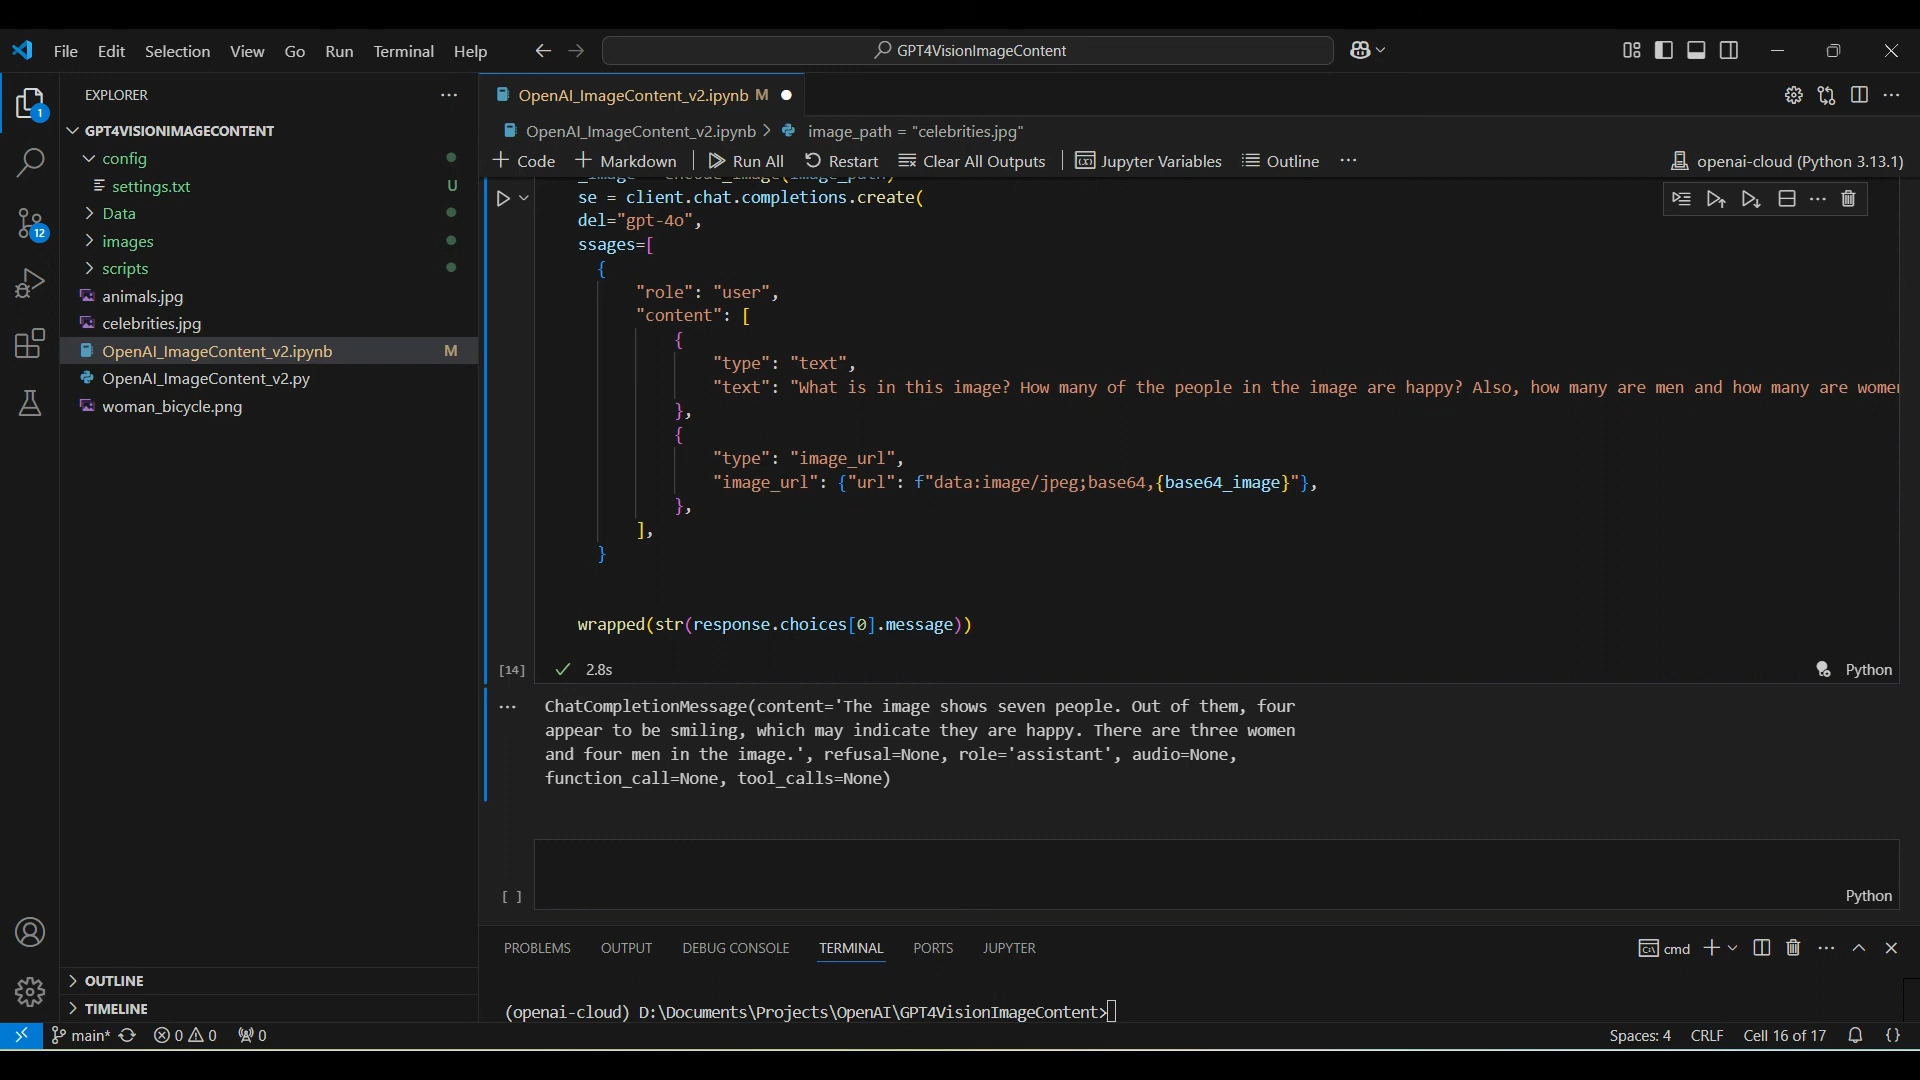 File Edit Selection View Go Run Terminal Help
GPT4VisionImageContent
EXPLORER
1
GPT4VISIONIMAGECONTENT
config
settings.txt U
Data
images
scripts
animals.jpg
celebrities.jpg
OpenAI_ImageContent_v2.ipynb M
OpenAI_ImageContent_v2.py
woman_bicycle.png
12
OUTLINE
TIMELINE
OpenAI_ImageContent_v2.ipynb M
OpenAI_ImageContent_v2.ipynb > image_path = "celebrities.jpg"
+ Code + Markdown | Run All Restart Clear All Outputs | Jupyter Variables Outline ...
openai-cloud (Python 3.13.1)
_image = encode_image(image_path)
se = client.chat.completions.create(
del="gpt-4o",
ssages=[
{
"role": "user",
"content": [
{
"type": "text",
"text": "What is in this image? How many of the people in the image are happy? Also, how many are men and how many are wome
},
{
"type": "image_url",
"image_url": {"url": f"data:image/jpeg;base64,{base64_image}"},
},
],
}
wrapped(str(response.choices[0].message))
[14] 2.8s Python
ChatCompletionMessage(content='The image shows seven people. Out of them, four
appear to be smiling, which may indicate they are happy. There are three women
and four men in the image.', refusal=None, role='assistant', audio=None,
function_call=None, tool_calls=None)
[ ] Python
PROBLEMS OUTPUT DEBUG CONSOLE TERMINAL PORTS JUPYTER
cmd
(openai-cloud) D:\Documents\Projects\OpenAI\GPT4VisionImageContent>
main* 0 0 0
Spaces: 4 CRLF Cell 16 of 17 {}